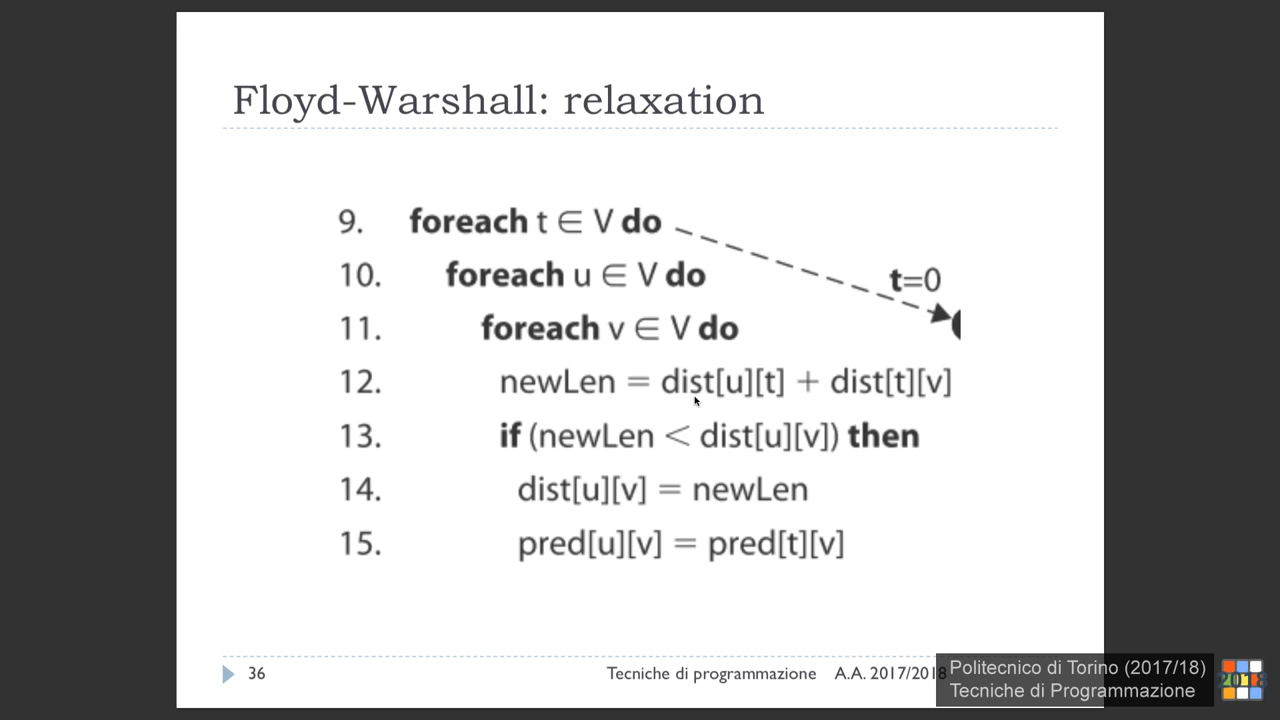 Floyd-Warshall: relaxation
9. foreach t ∈ V do
t=0
10. foreach u ∈ V do
11. foreach v ∈ V do
12. newLen = dist[u][t] + dist[t][v]
13. if (newLen < dist[u][v]) then
14. dist[u][v] = newLen
15. pred[u][v] = pred[t][v]
36 Tecniche di programmazione A.A. 2017/2018
Politecnico di Torino (2017/18)
Tecniche di Programmazione
2018